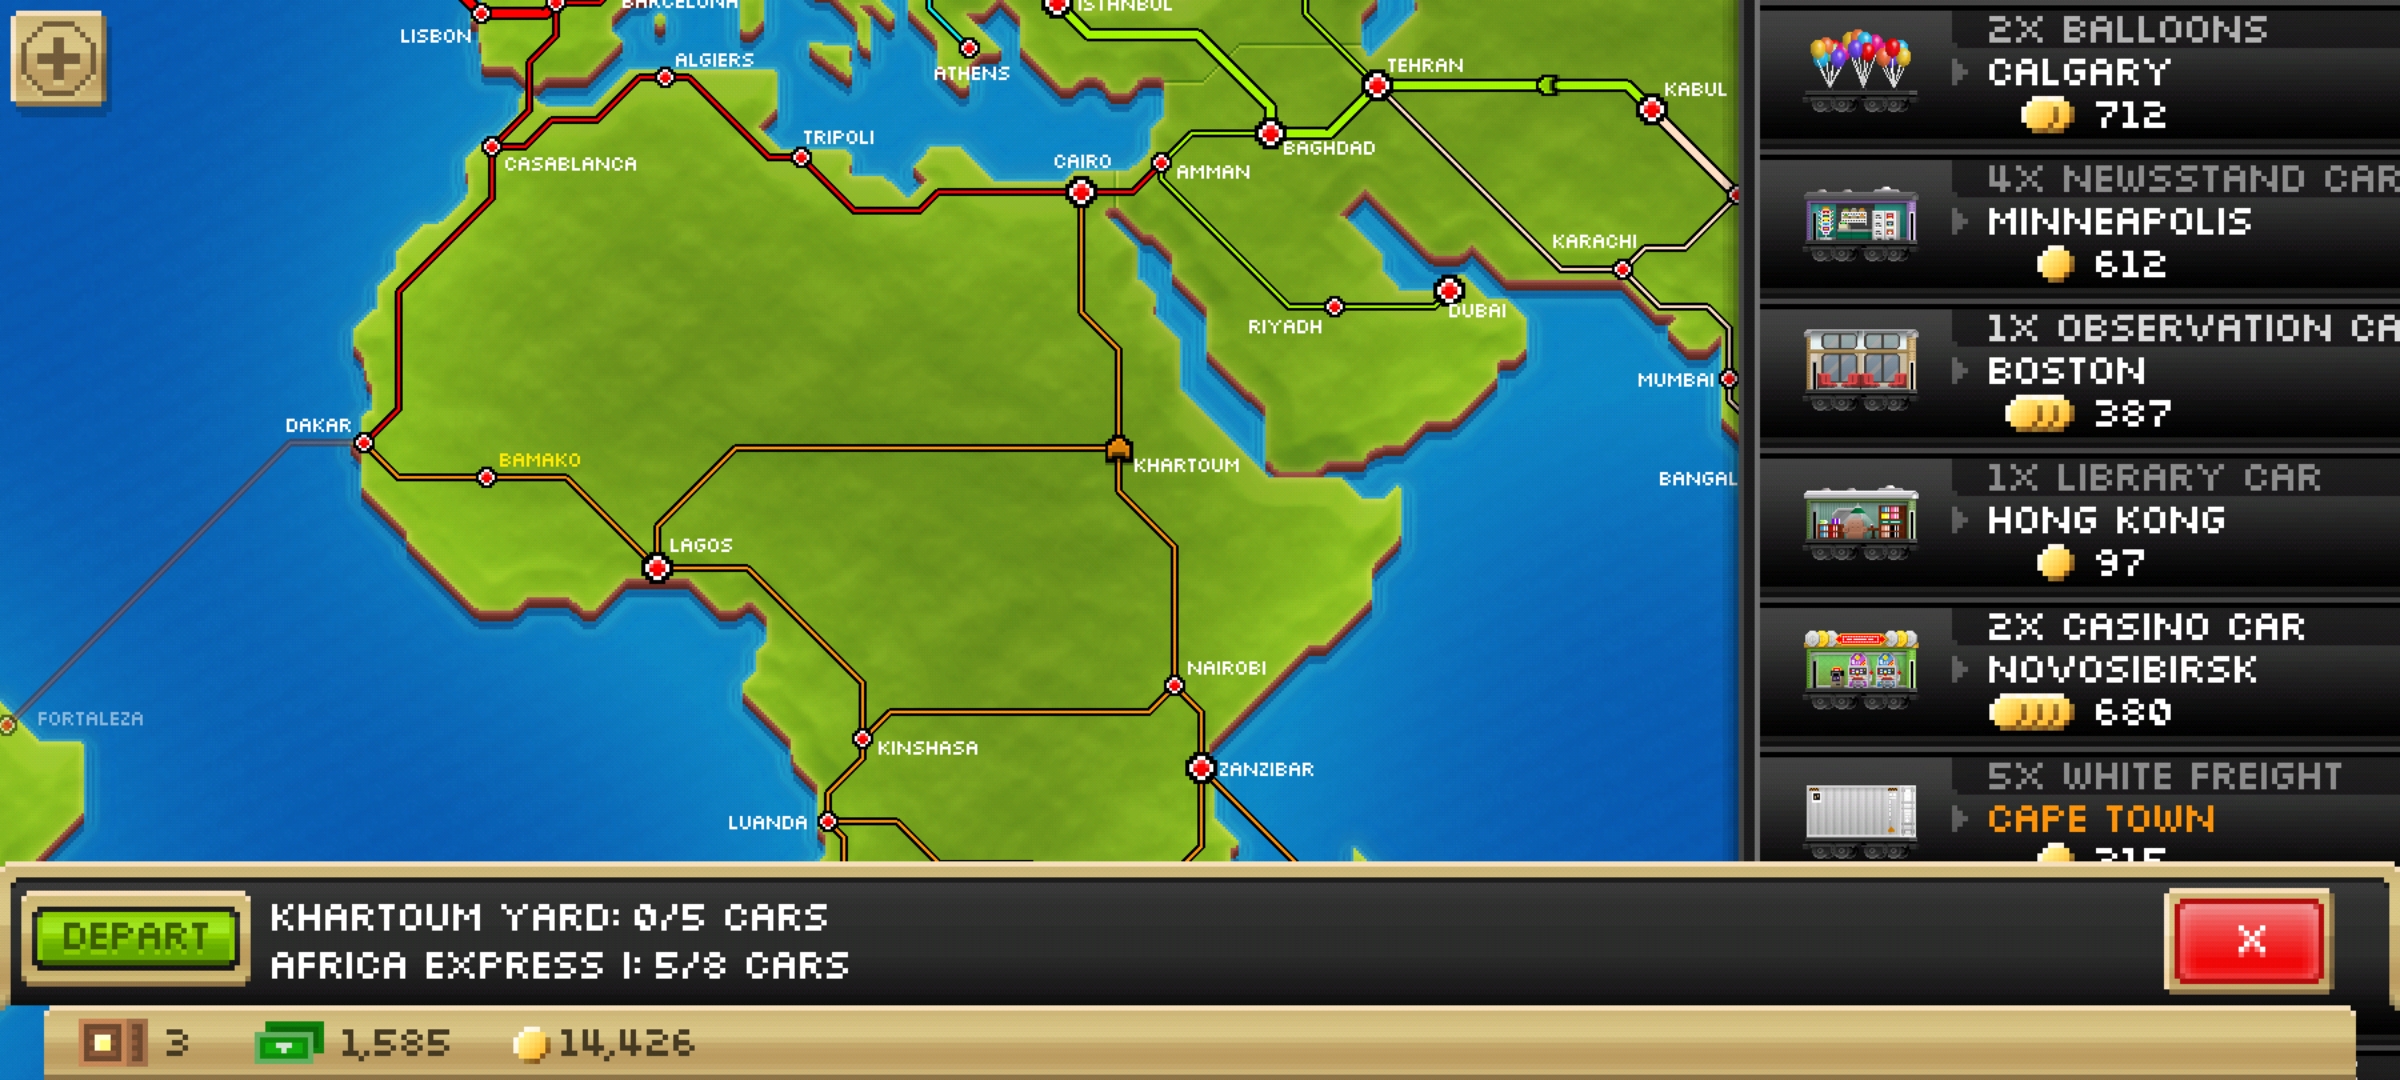 BARCELONA
ISTANBUL
LISBON
ALGIERS
ATHENS
TEHRAN
KABUL
TRIPOLI
CASABLANCA
CAIRO
BAGHDAD
AMMAN
KARACHI
RIYADH
DUBAI
MUMBAI
DAKAR
BAMAKO
KHARTOUM
BANGAL
LAGOS
NAIROBI
FORTALEZA
KINSHASA
ZANZIBAR
LUANDA
2X BALLOONS
CALGARY
712
4X NEWSSTAND CAR
MINNEAPOLIS
612
1X OBSERVATION CA
BOSTON
387
1X LIBRARY CAR
HONG KONG
97
2X CASINO CAR
NOVOSIBIRSK
680
5X WHITE FREIGHT
CAPE TOWN
DEPART
KHARTOUM YARD: 0/5 CARS
AFRICA EXPRESS I: 5/8 CARS
X
3
1,585
14,426